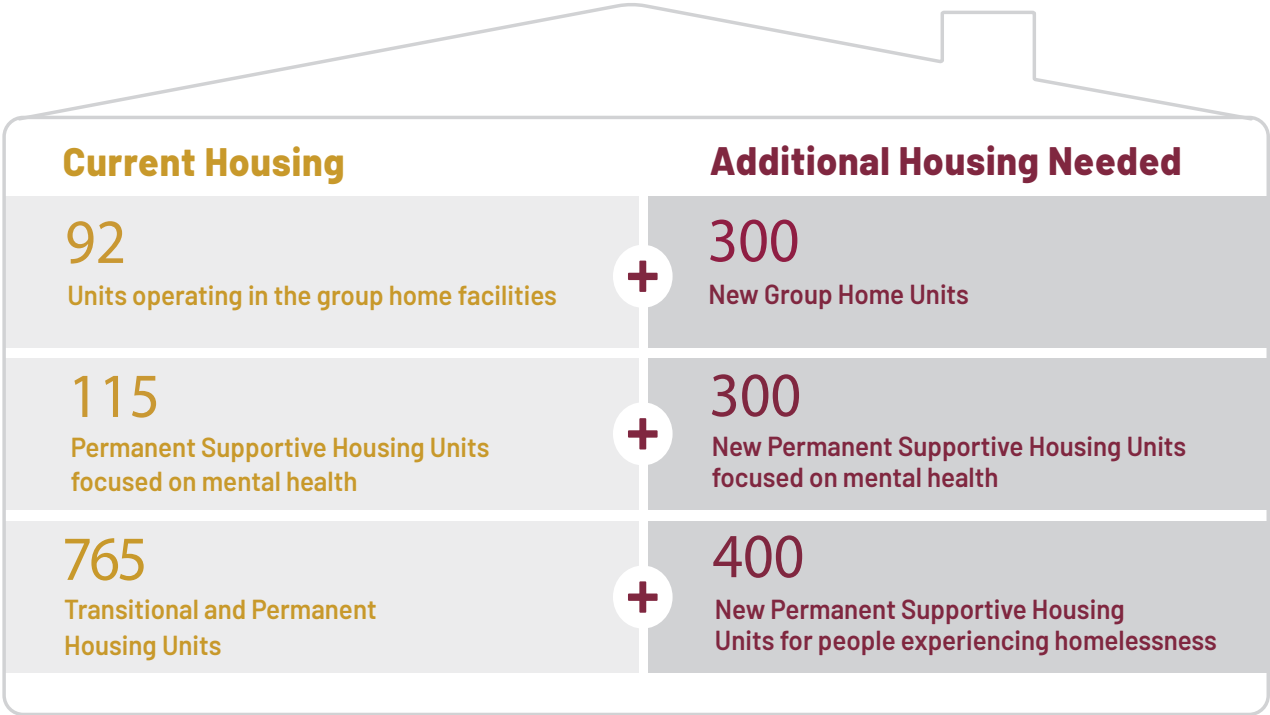 Current Housing
Additional Housing Needed
92
Units operating in the group home facilities
+
300
New Group Home Units
115
Permanent Supportive Housing Units
focused on mental health
+
300
New Permanent Supportive Housing Units
focused on mental health
765
Transitional and Permanent
Housing Units
+
400
New Permanent Supportive Housing
Units for people experiencing homelessness